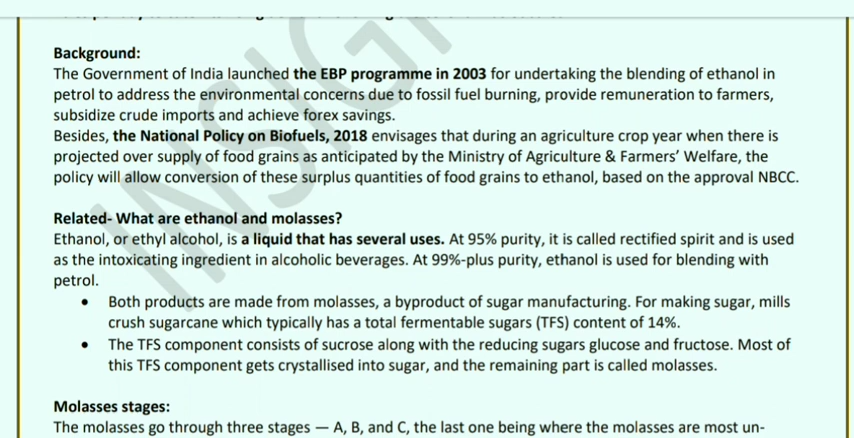 Background:
The Government of India launched the EBP programme in 2003 for undertaking the blending of ethanol in
petrol to address the environmental concerns due to fossil fuel burning, provide remuneration to farmers,
subsidize crude imports and achieve forex savings.
Besides, the National Policy on Biofuels, 2018 envisages that during an agriculture crop year when there is
projected over supply of food grains as anticipated by the Ministry of Agriculture & Farmers’ Welfare, the
policy will allow conversion of these surplus quantities of food grains to ethanol, based on the approval NBCC.
Related- What are ethanol and molasses?
Ethanol, or ethyl alcohol, is a liquid that has several uses. At 95% purity, it is called rectified spirit and is used
as the intoxicating ingredient in alcoholic beverages. At 99%-plus purity, ethanol is used for blending with
petrol.
• Both products are made from molasses, a byproduct of sugar manufacturing. For making sugar, mills
crush sugarcane which typically has a total fermentable sugars (TFS) content of 14%.
• The TFS component consists of sucrose along with the reducing sugars glucose and fructose. Most of
this TFS component gets crystallised into sugar, and the remaining part is called molasses.
Molasses stages:
The molasses go through three stages — A, B, and C, the last one being where the molasses are most un-
INSIG